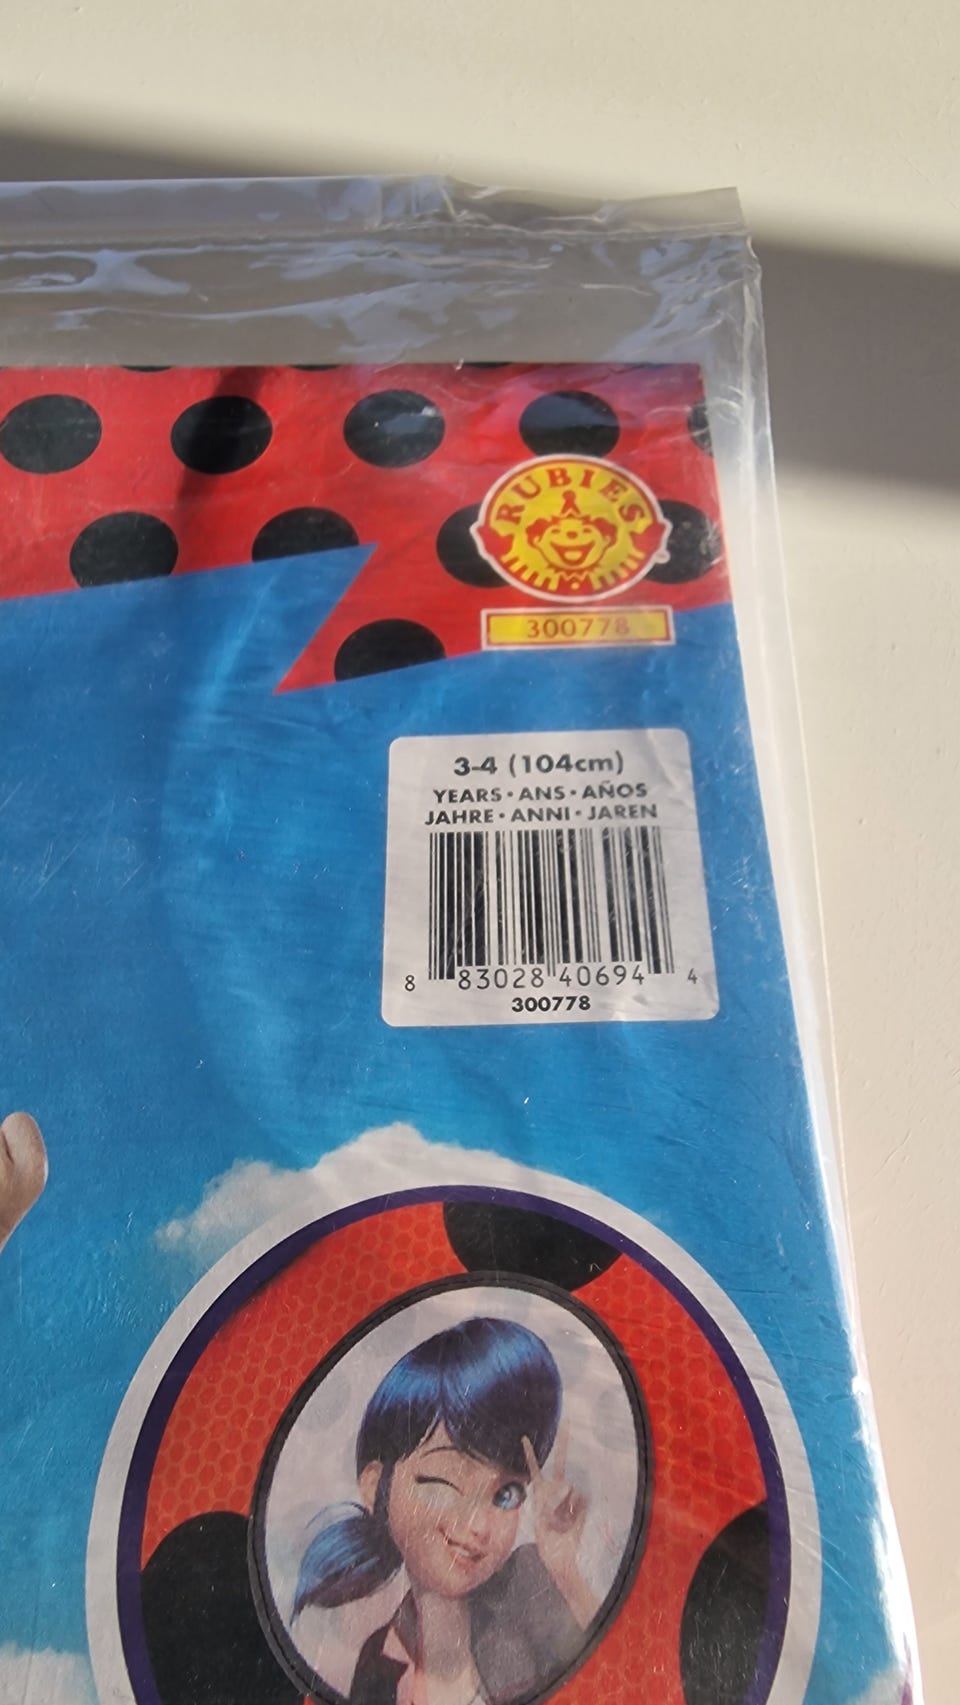 RUBIES
300778
3-4 (104cm)
YEARS • ANS • AÑOS
JAHRE • ANNI • JAREN
8 83028 40694 4
300778